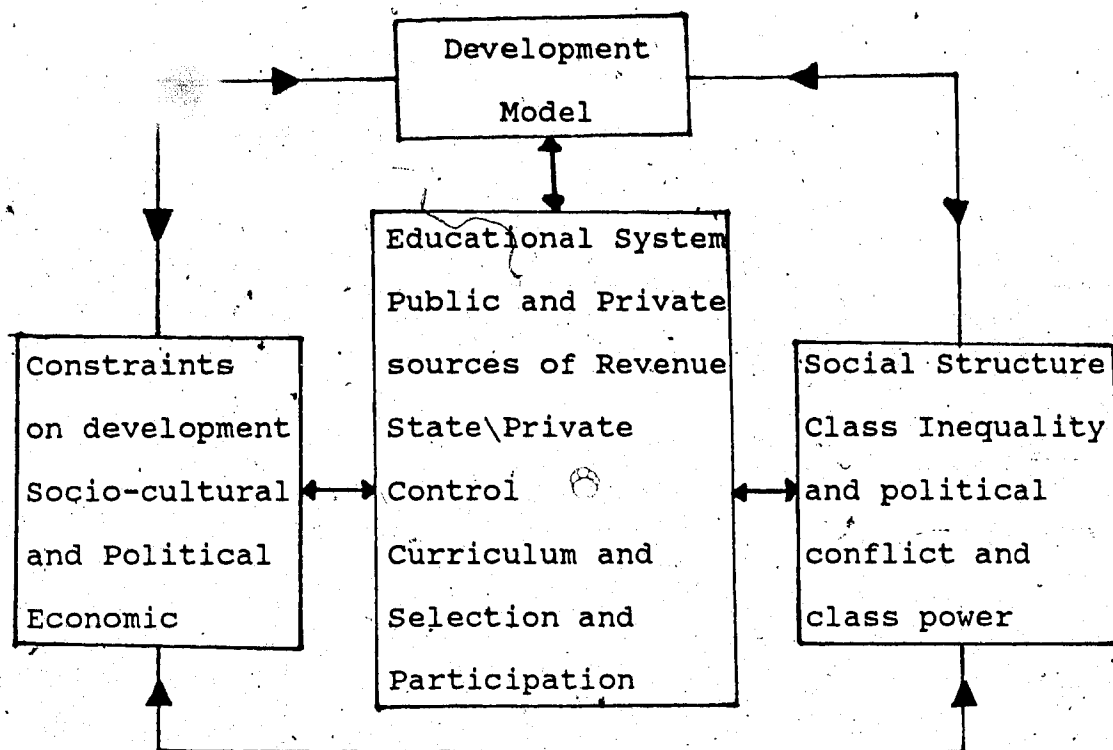 Development
Model
Educational System
Public and Private
sources of Revenue
State\Private
Control
Curriculum and
Selection and
Participation
Constraints
on development
Socio-cultural
and Political
Economic
Social Structure
Class Inequality
and political
conflict and
class power